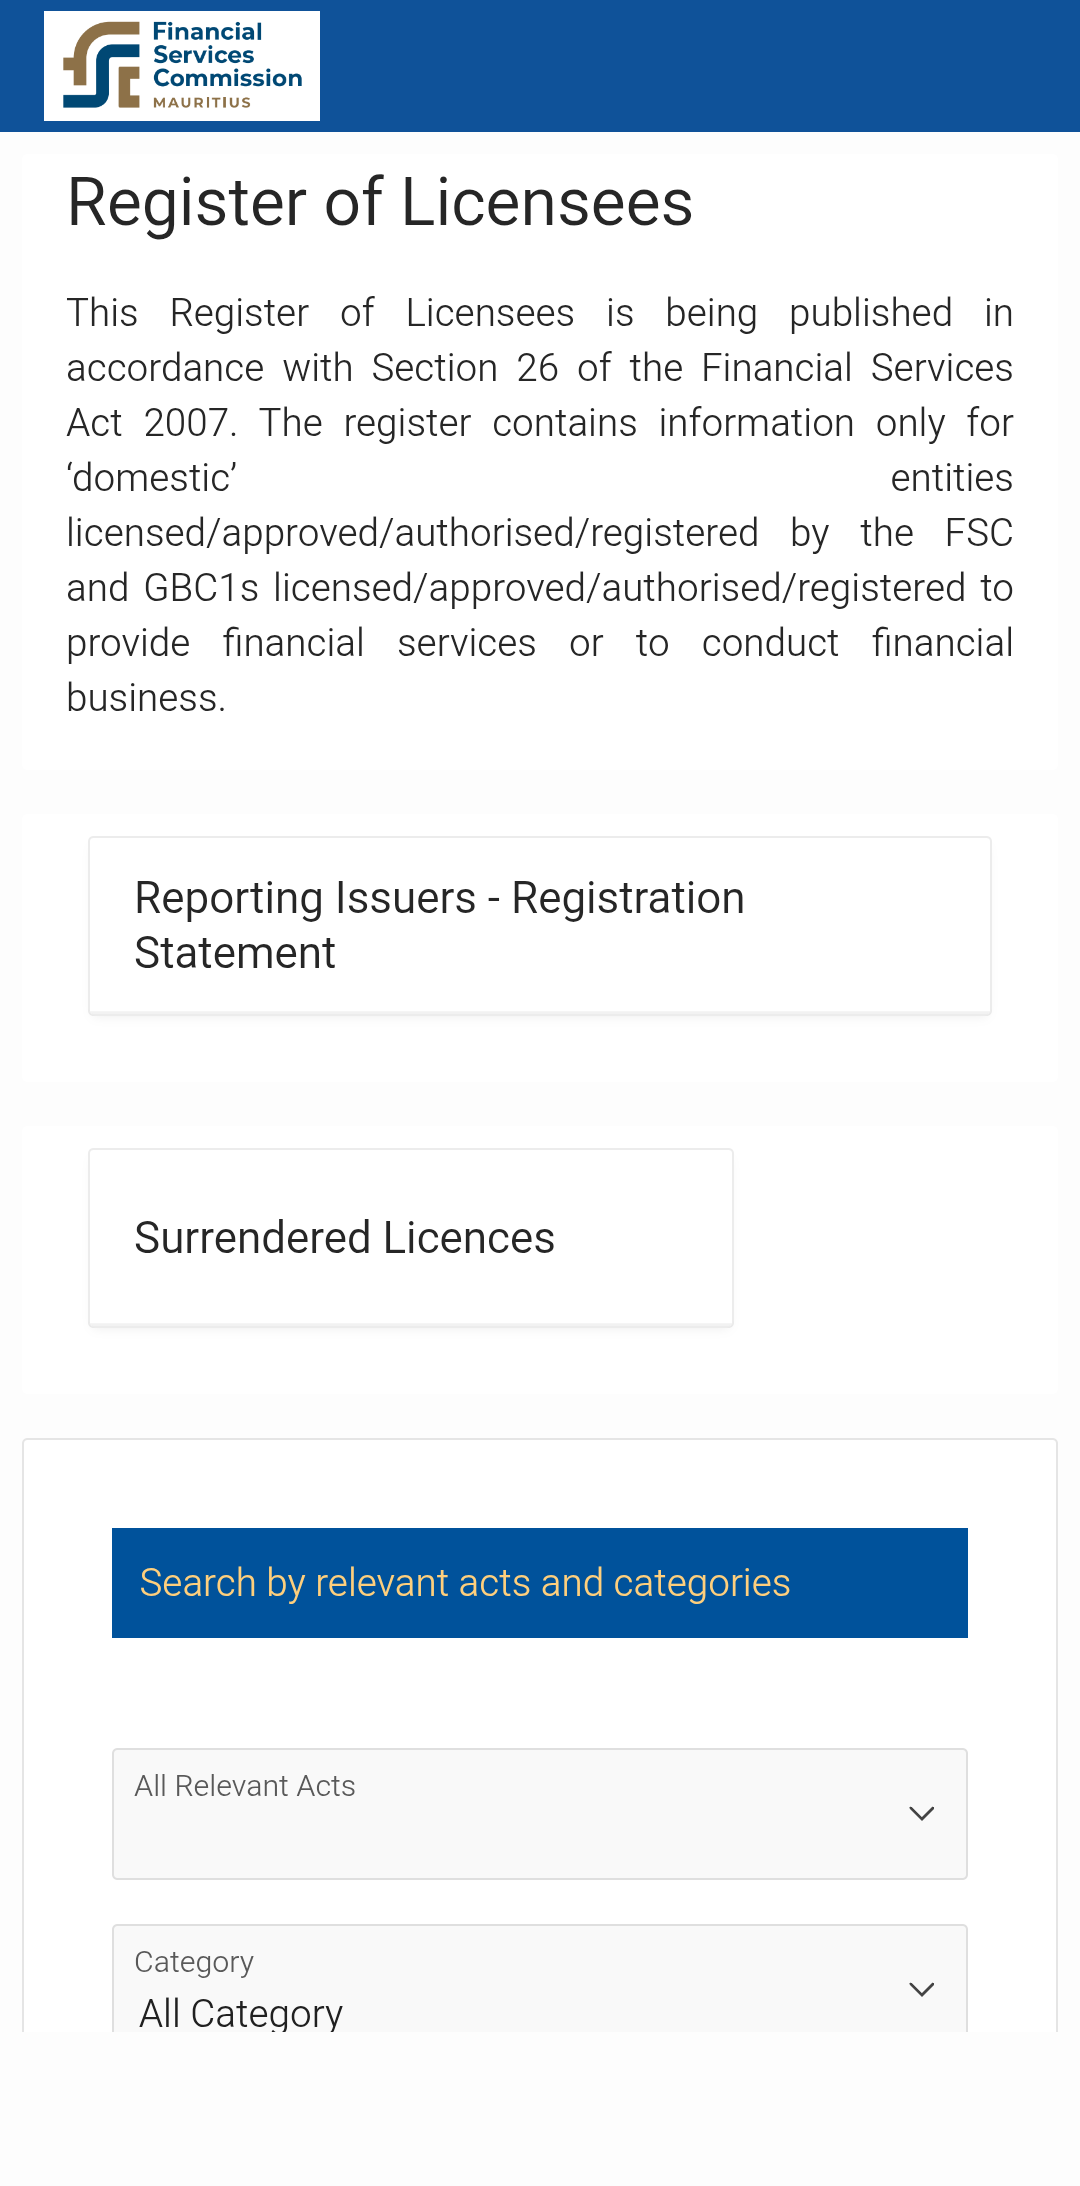 Financial
Services
Commission
MAURITIUS
Register of Licensees
This Register of Licensees is being published in
accordance with Section 26 of the Financial Services
Act 2007. The register contains information only for
‘domestic’ entities
licensed/approved/authorised/registered by the FSC
and GBC1s licensed/approved/authorised/registered to
provide financial services or to conduct financial
business.
Reporting Issuers - Registration
Statement
Surrendered Licences
Search by relevant acts and categories
All Relevant Acts
Category
All Category